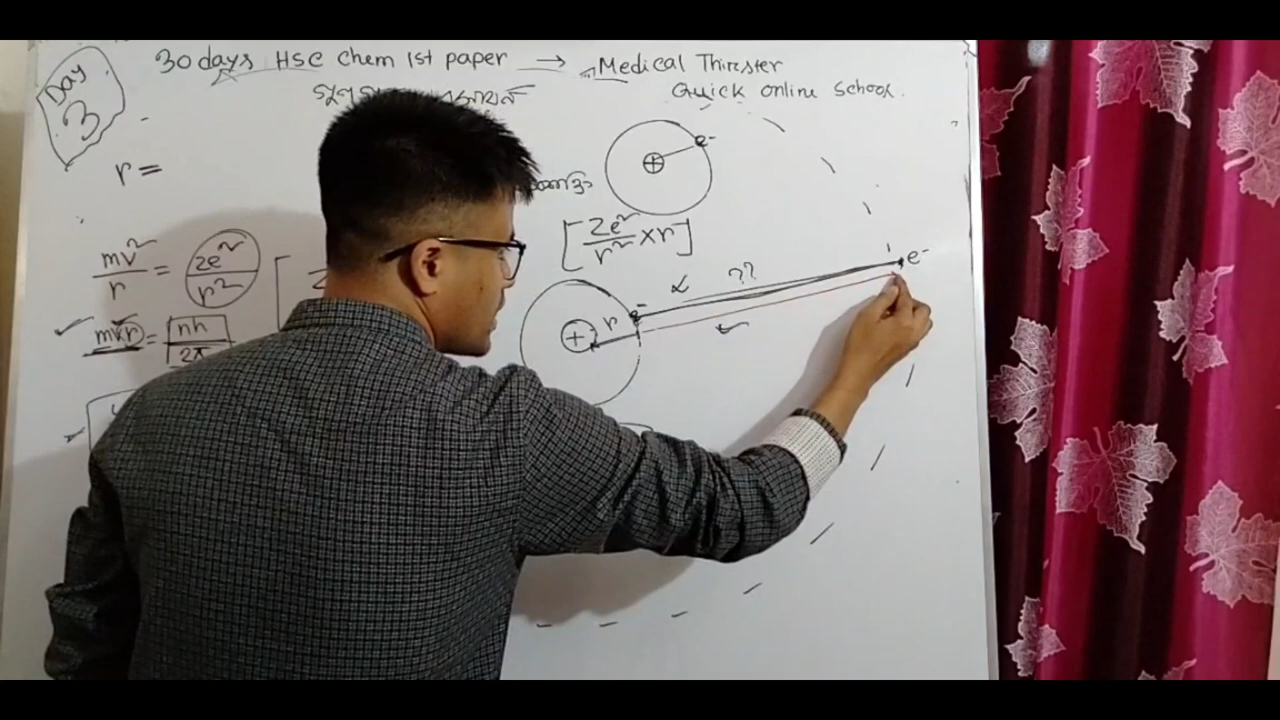 Day 3
30 days HSC Chem 1st paper → Medical Thirster
Quick Online School.
r =
e⁻
[Ze²/r² × r]
mv²/r = Ze²/r² [
e⁻
α ??
+ r e⁻
mvr = nh/2π